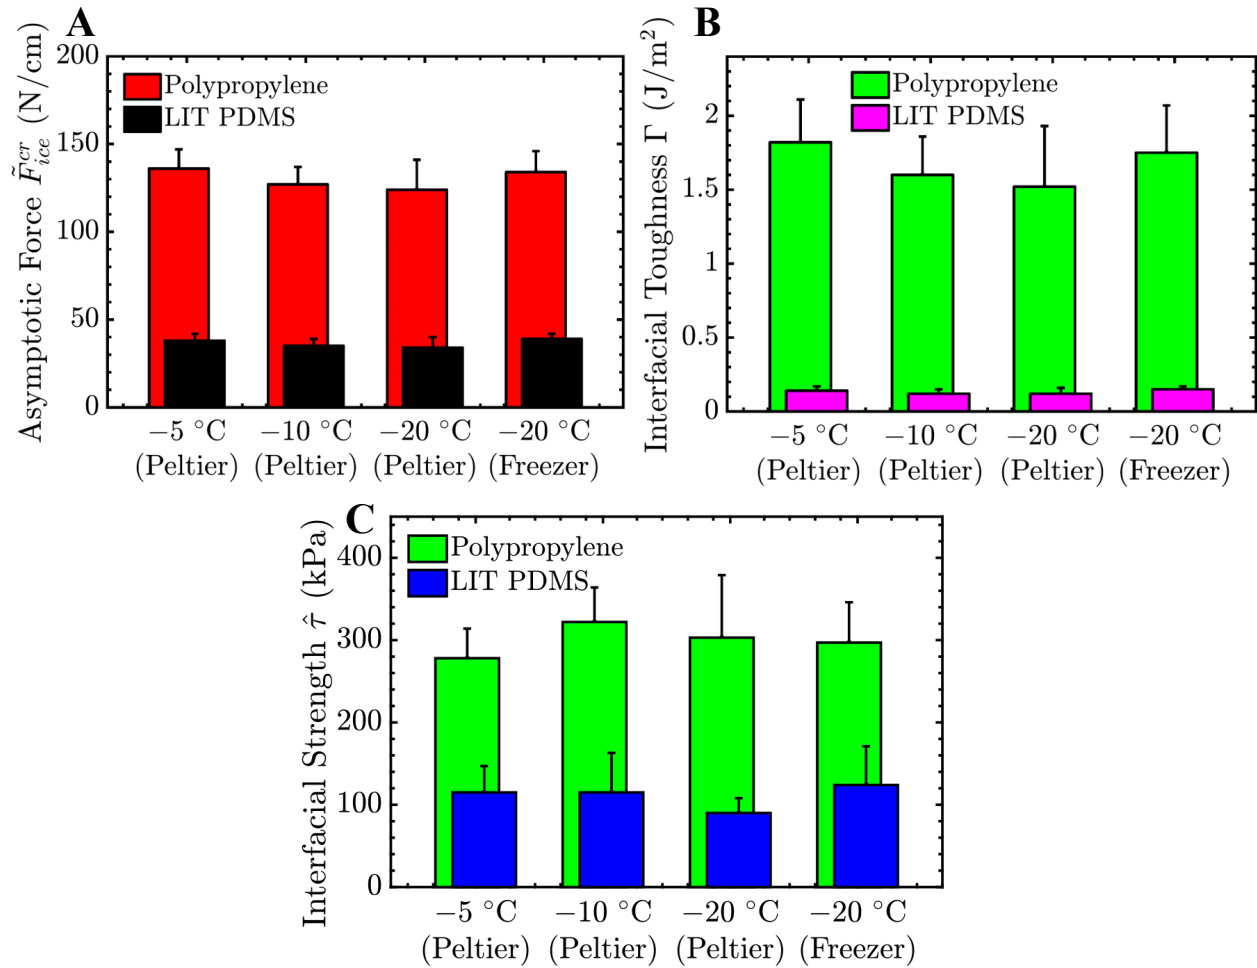 A
Asymptotic Force F̃ᶜʳᵢ꜀ₑ (N/cm)
200
150
100
50
0
Polypropylene
LIT PDMS
−5 °C −10 °C −20 °C −20 °C
(Peltier) (Peltier) (Peltier) (Freezer)
B
Interfacial Toughness Γ (J/m²)
2
1.5
1
0.5
0
Polypropylene
LIT PDMS
−5 °C −10 °C −20 °C −20 °C
(Peltier) (Peltier) (Peltier) (Freezer)
C
Interfacial Strength τ̂ (kPa)
400
300
200
100
0
Polypropylene
LIT PDMS
−5 °C −10 °C −20 °C −20 °C
(Peltier) (Peltier) (Peltier) (Freezer)